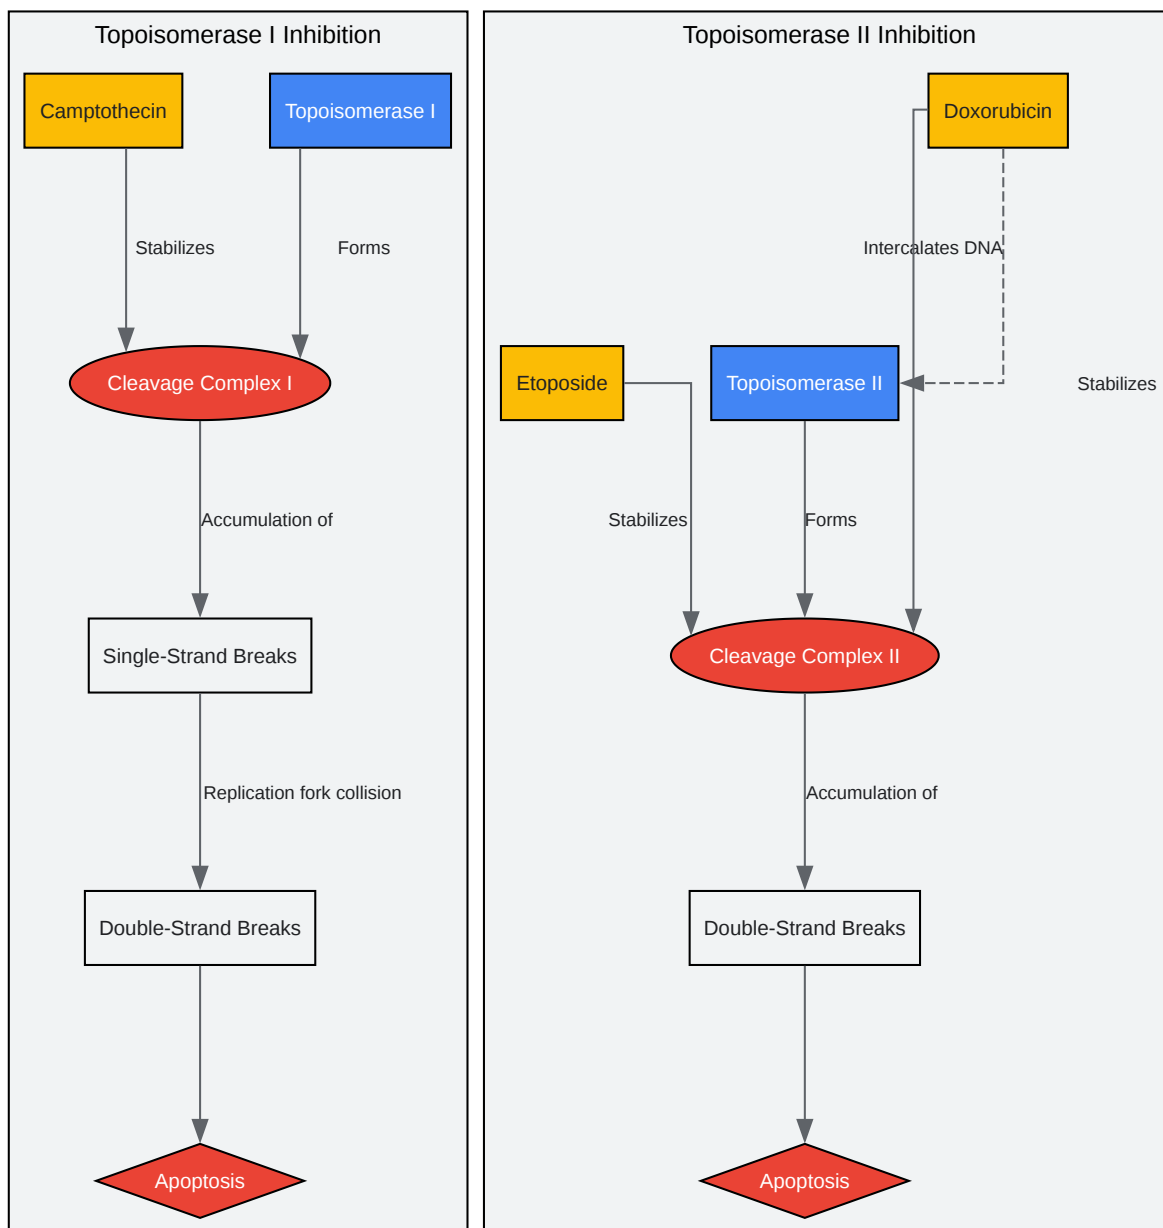 Topoisomerase I Inhibition
Camptothecin
Topoisomerase I
Stabilizes
Forms
Cleavage Complex I
Accumulation of
Single-Strand Breaks
Replication fork collision
Double-Strand Breaks
Apoptosis
Topoisomerase II Inhibition
Doxorubicin
Intercalates DNA
Etoposide
Topoisomerase II
Stabilizes
Stabilizes
Forms
Cleavage Complex II
Accumulation of
Double-Strand Breaks
Apoptosis